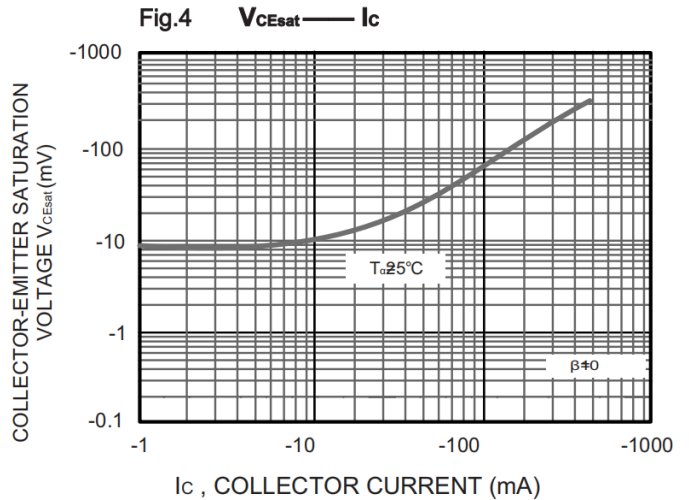 Fig.4 VCEsat —— IC
COLLECTOR-EMITTER SATURATION
VOLTAGE VCEsat (mV)
-1000
-100
-10
-1
-0.1
-1 -10 -100 -1000
IC , COLLECTOR CURRENT (mA)